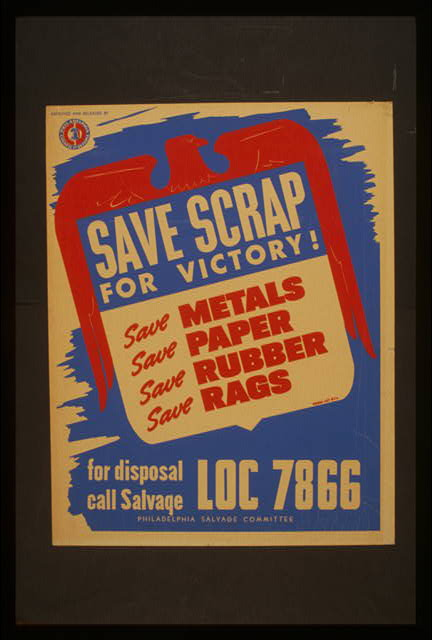 SAVE SCRAP
FOR VICTORY!
Save METALS
Save PAPER
Save RUBBER
Save RAGS
for disposal
call Salvage
LOC 7866
PHILADELPHIA SALVAGE COMMITTEE